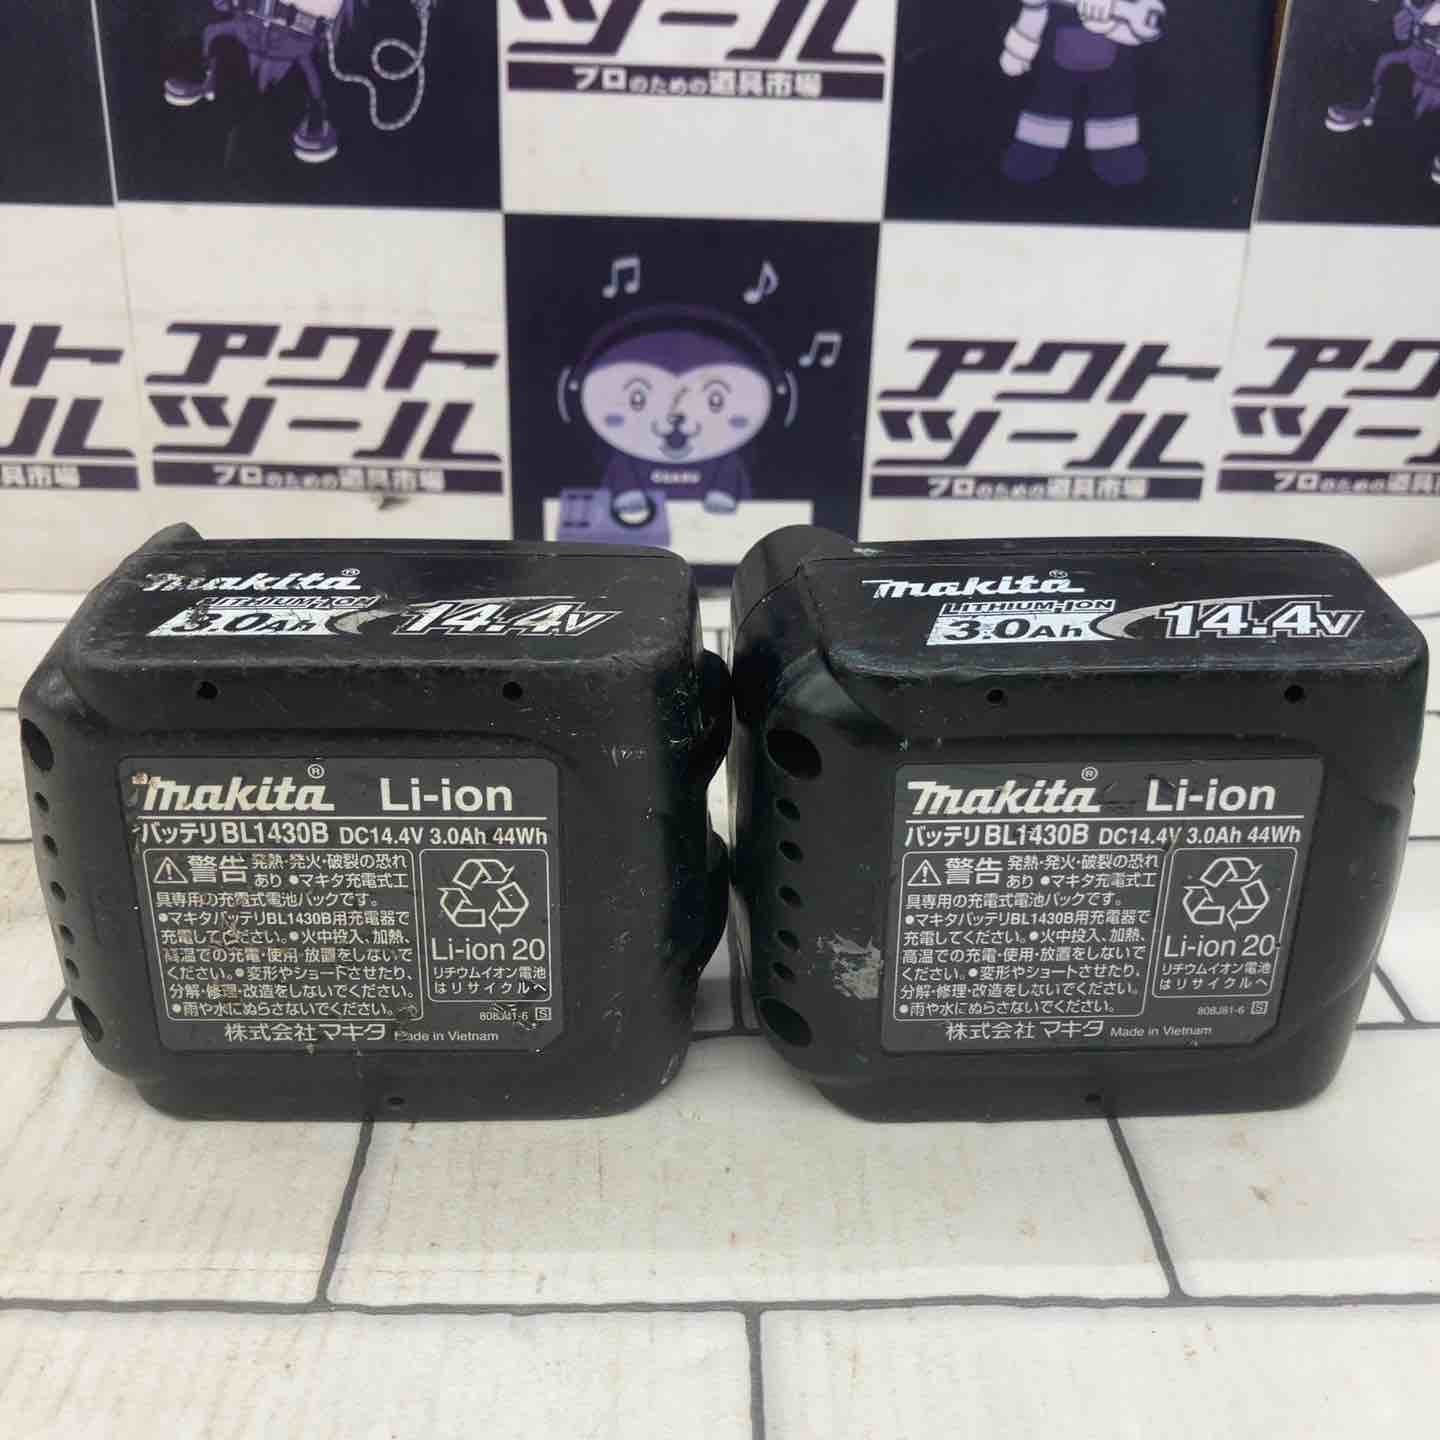 ツール
プロのための道具市場
アクト
ツール
プロのための道具市場
アクト
ツール
プロのための道具市場
makita®
LITHIUM-ION
3.0Ah 14.4V
makita® Li-ion
バッテリBL1430B DC14.4V 3.0Ah 44Wh
⚠警告 発熱・発火・破裂の恐れ
あり ●マキタ充電式工
具専用の充電式電池パックです。
●マキタバッテリBL1430B用充電器で
充電してください。●火中投入、加熱、
高温での充電・使用・放置をしないで
ください。●変形やショートさせたり、
分解・修理・改造をしないでください。
●雨や水にぬらさないでください。
Li-ion 20
リチウムイオン電池
はリサイクルへ
808J81-6 S
株式会社 マキタ Made in Vietnam
makita®
LITHIUM-ION
3.0Ah 14.4V
makita® Li-ion
バッテリBL1430B DC14.4V 3.0Ah 44Wh
⚠警告 発熱・発火・破裂の恐れ
あり ●マキタ充電式工
具専用の充電式電池パックです。
●マキタバッテリBL1430B用充電器で
充電してください。●火中投入、加熱、
高温での充電・使用・放置をしないで
ください。●変形やショートさせたり、
分解・修理・改造をしないでください。
●雨や水にぬらさないでください。
Li-ion 20
リチウムイオン電池
はリサイクルへ
808J81-6 S
株式会社 マキタ Made in Vietnam